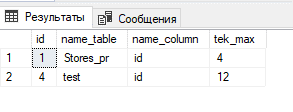 Результаты Сообщения
id name_table name_column tek_max
1 1 Stores_pr id 4
2 4 test id 12